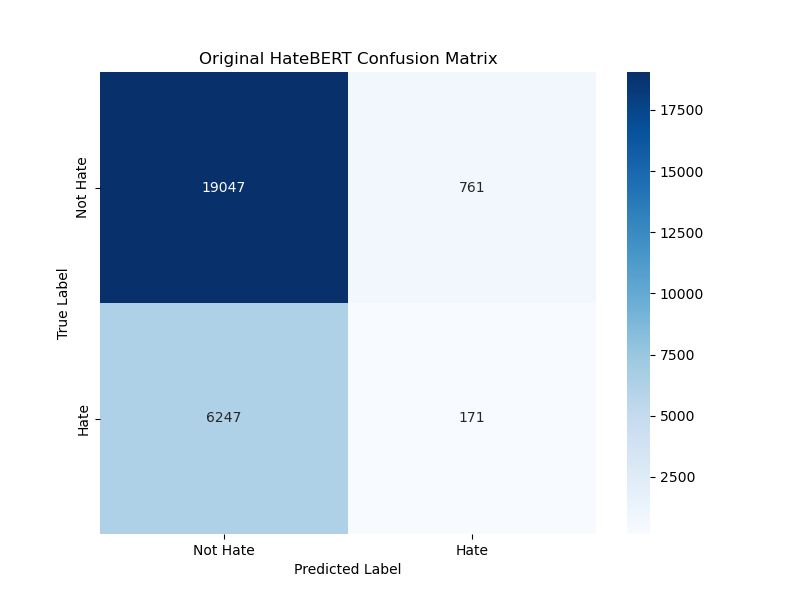 Original HateBERT Confusion Matrix
True Label
Not Hate
19047
761
Hate
6247
171
Not Hate
Hate
Predicted Label
17500
15000
12500
10000
7500
5000
2500